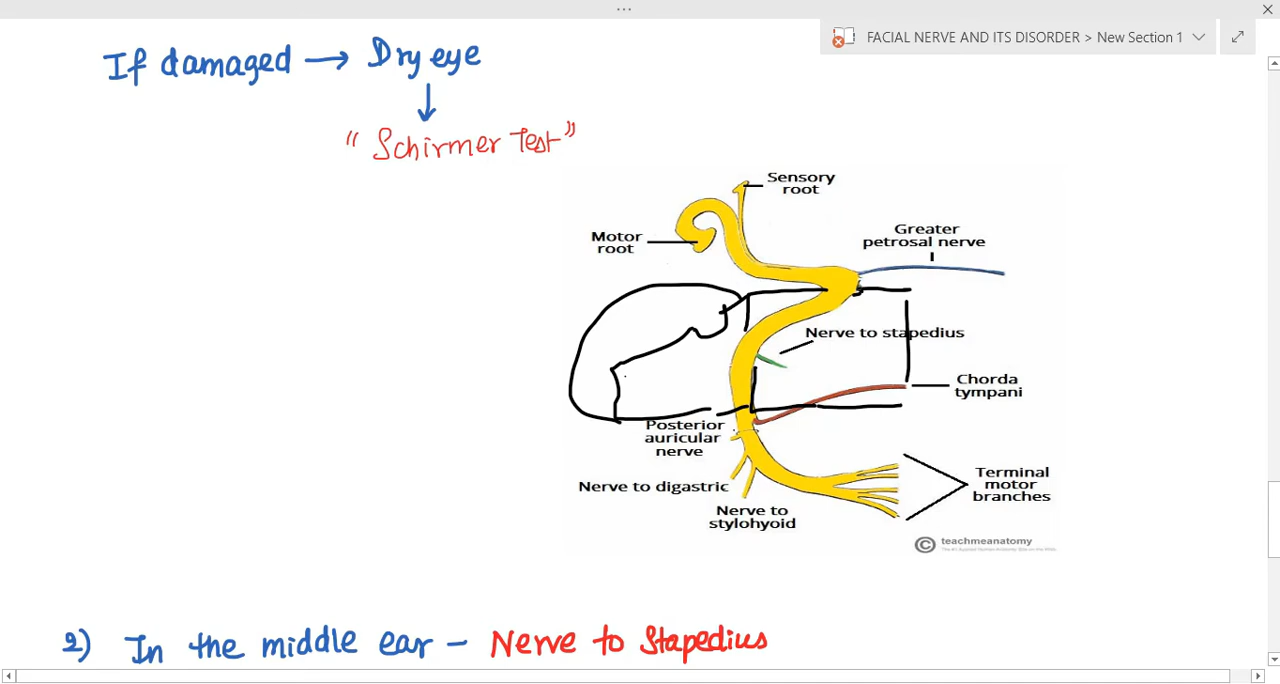 ...
FACIAL NERVE AND ITS DISORDER > New Section 1
If damaged → Dry eye
↓
"Schirmer Test"
Sensory
root
Motor
root
Greater
petrosal nerve
Nerve to stapedius
Chorda
tympani
Posterior
auricular
nerve
Nerve to digastric
Nerve to
stylohyoid
Terminal
motor
branches
© teachmeanatomy
2) In the middle ear - Nerve to Stapedius